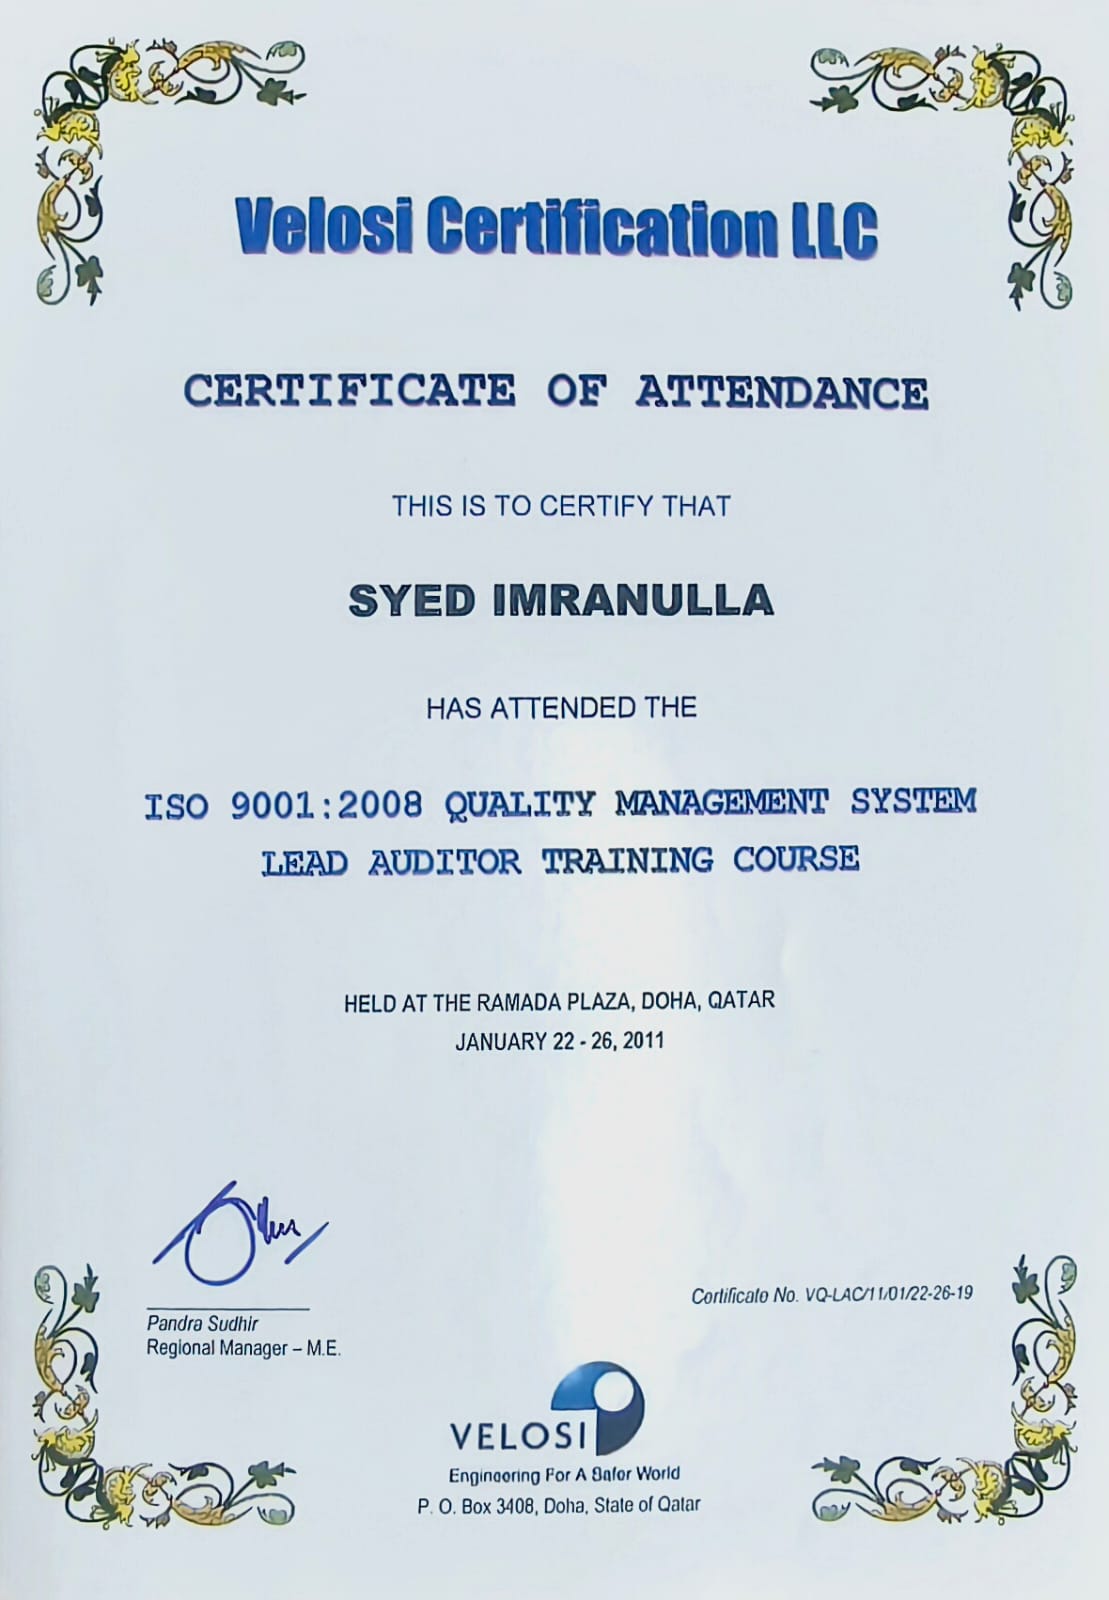 Velosi Certification LLC
CERTIFICATE OF ATTENDANCE
THIS IS TO CERTIFY THAT
SYED IMRANULLA
HAS ATTENDED THE
ISO 9001:2008 QUALITY MANAGEMENT SYSTEM
LEAD AUDITOR TRAINING COURSE
HELD AT THE RAMADA PLAZA, DOHA, QATAR
JANUARY 22 - 26, 2011
Pandra Sudhir
Regional Manager – M.E.
Certificate No. VQ-LAC/11/01/22-26-19
VELOSI
Engineering For A Safer World
P. O. Box 3408, Doha, State of Qatar